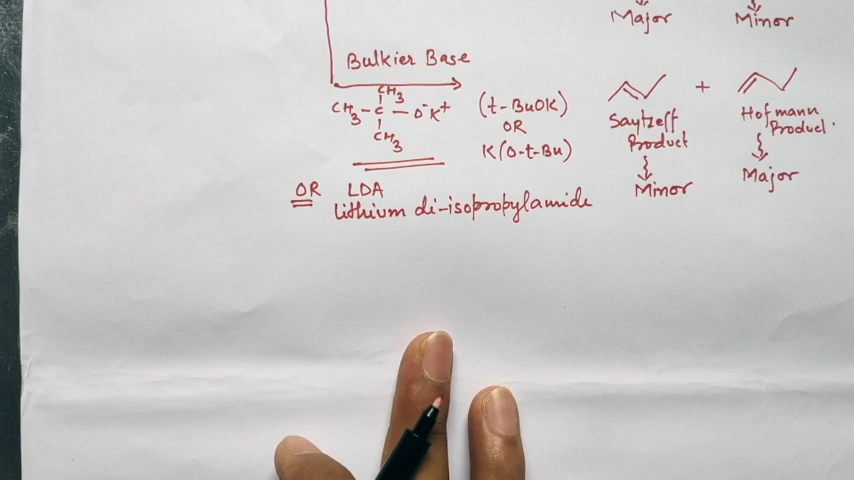 Major Minor
Bulkier Base
CH3
CH3-C-O-K+
CH3
(t-BuOK)
OR
K(O-t-Bu)
+
Saytzeff
Product
Minor
Hofmann
Product.
Major
OR LDA
lithium di-isopropylamide